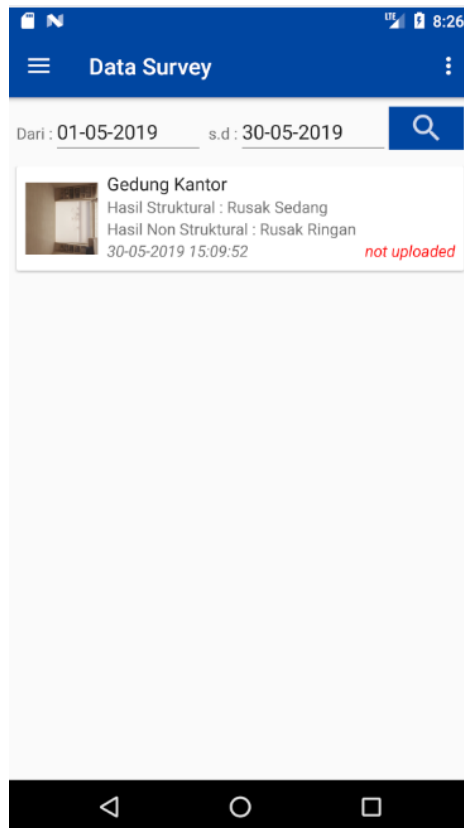 LTE 8:26
Data Survey
Dari : 01-05-2019 s.d : 30-05-2019
Gedung Kantor
Hasil Struktural : Rusak Sedang
Hasil Non Struktural : Rusak Ringan
30-05-2019 15:09:52 not uploaded